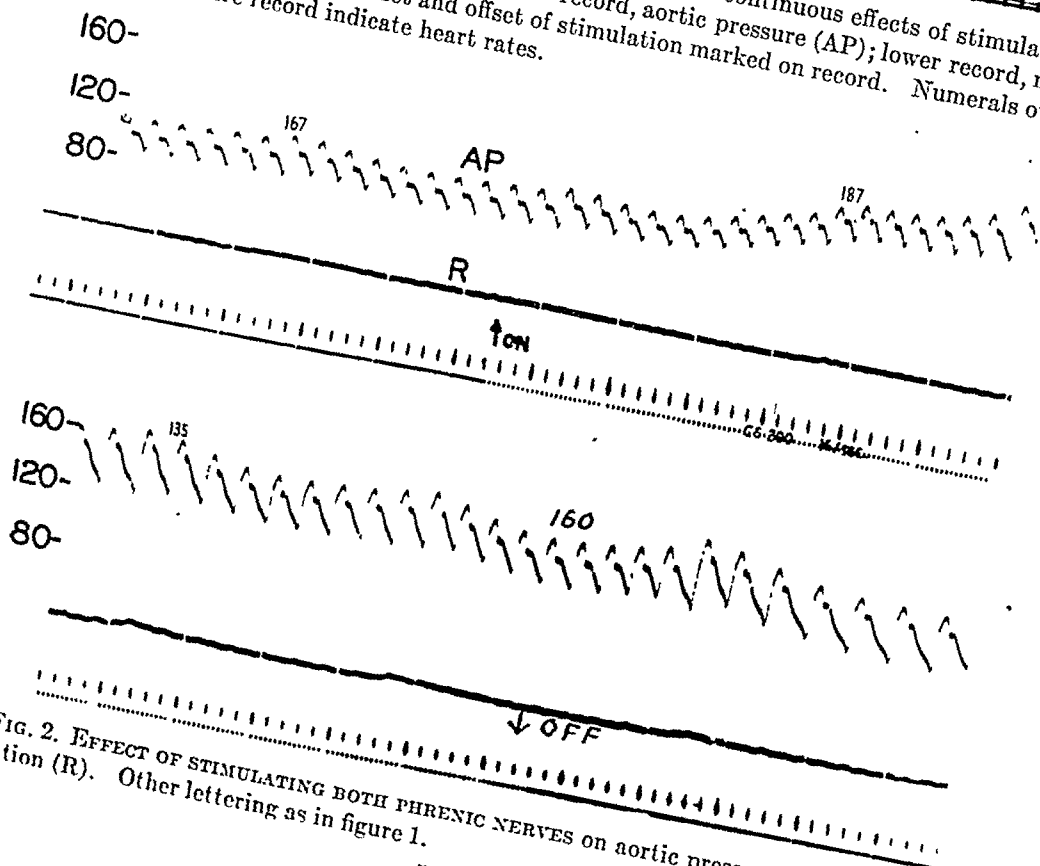 continuous effects of stimula
record, aortic pressure (AP); lower record,
and offset of stimulation marked on record. Numerals
record indicate heart rates.
160-
120-
80-
167
AP
187
R
ON
160-
120-
80-
135
160
OFF
FIG. 2. EFFECT OF STIMULATING BOTH PHRENIC NERVES on aortic
tion (R). Other lettering as in figure 1.